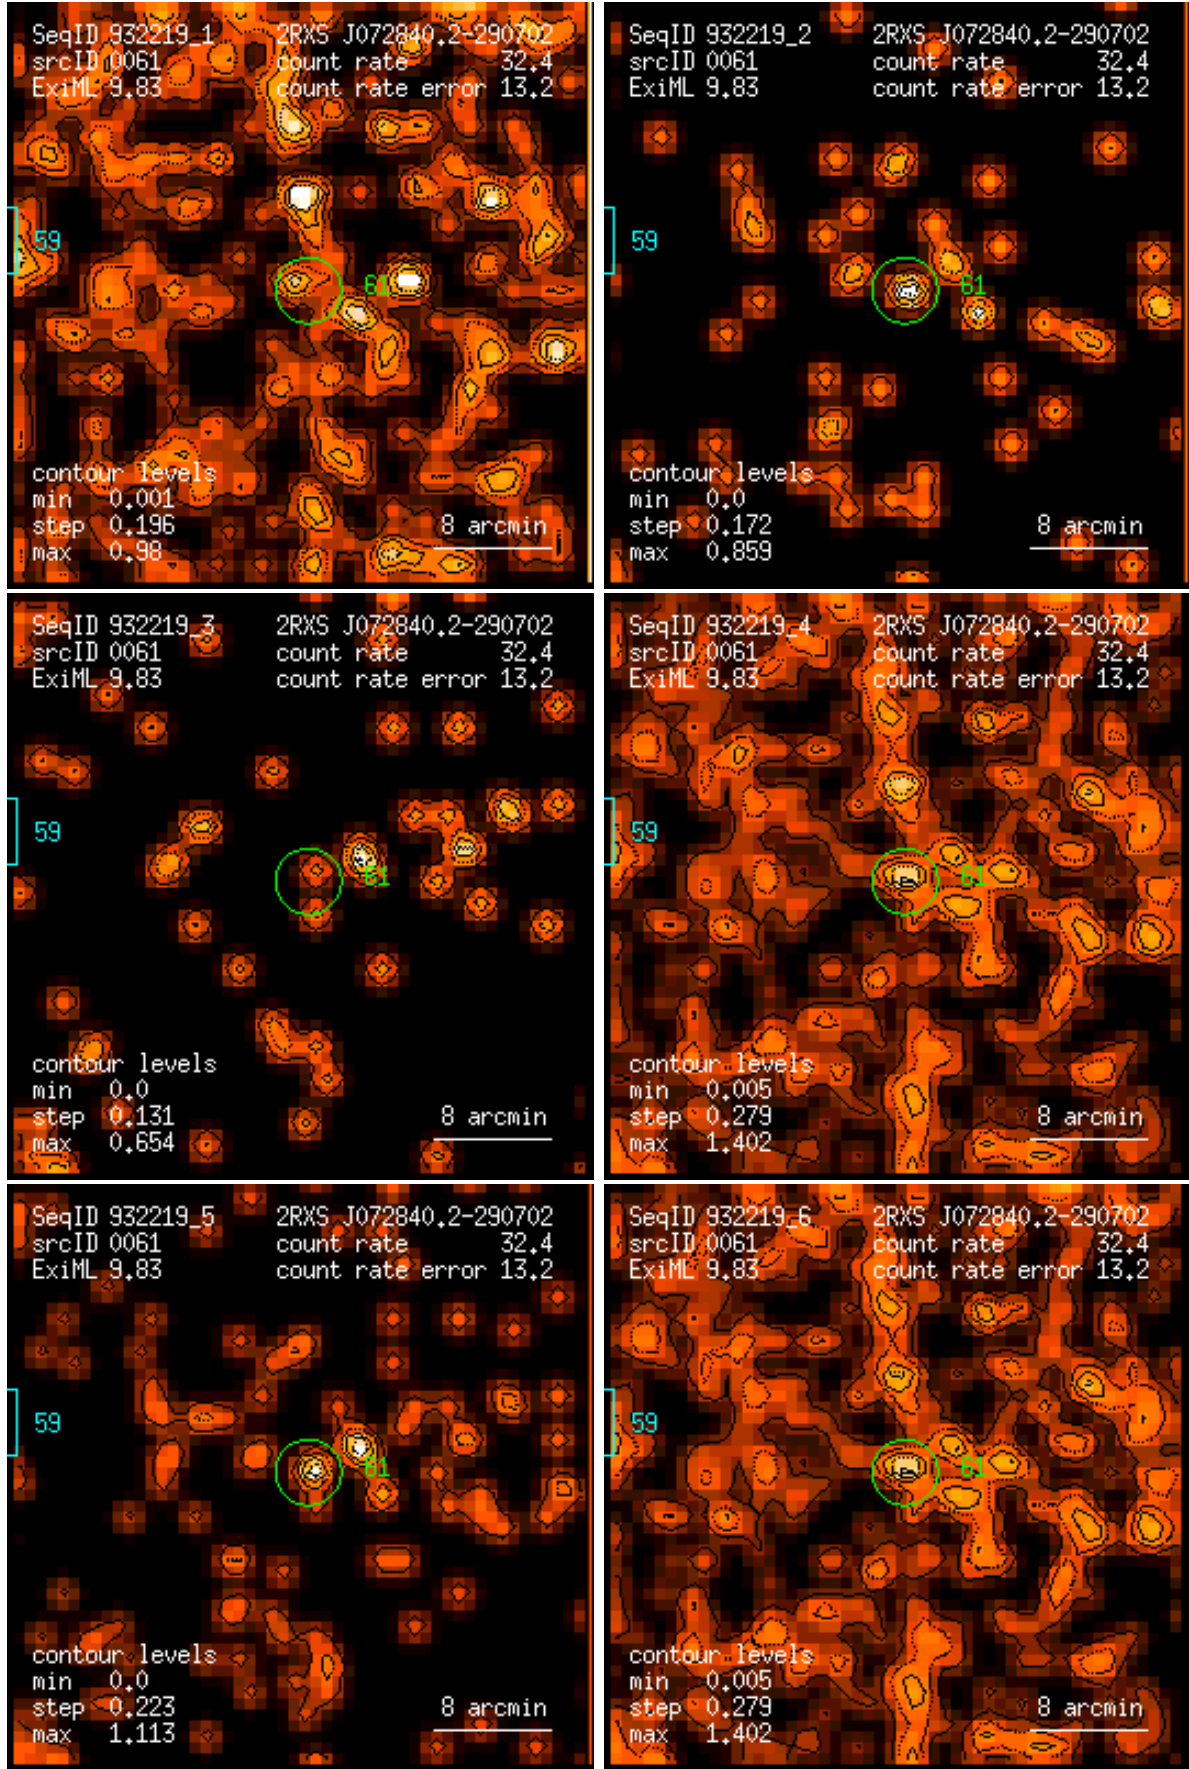 SeqID 932219_1 2RXS J072840.2-290702
srcID 0061 count rate 32.4
ExiML 9.83 count rate error 13.2
59
61
contour levels
min 0.001
step 0.196 8 arcmin
max 0.98
SeqID 932219_2 2RXS J072840.2-290702
srcID 0061 count rate 32.4
ExiML 9.83 count rate error 13.2
59
61
contour levels
min 0.0
step 0.172 8 arcmin
max 0.859
SeqID 932219_3 2RXS J072840.2-290702
srcID 0061 count rate 32.4
ExiML 9.83 count rate error 13.2
59
61
contour levels
min 0.0
step 0.131 8 arcmin
max 0.654
SeqID 932219_4 2RXS J072840.2-290702
srcID 0061 count rate 32.4
ExiML 9.83 count rate error 13.2
59
61
contour levels
min 0.005
step 0.279 8 arcmin
max 1.402
SeqID 932219_5 2RXS J072840.2-290702
srcID 0061 count rate 32.4
ExiML 9.83 count rate error 13.2
59
61
contour levels
min 0.0
step 0.223 8 arcmin
max 1.113
SeqID 932219_6 2RXS J072840.2-290702
srcID 0061 count rate 32.4
ExiML 9.83 count rate error 13.2
59
61
contour levels
min 0.005
step 0.279 8 arcmin
max 1.402